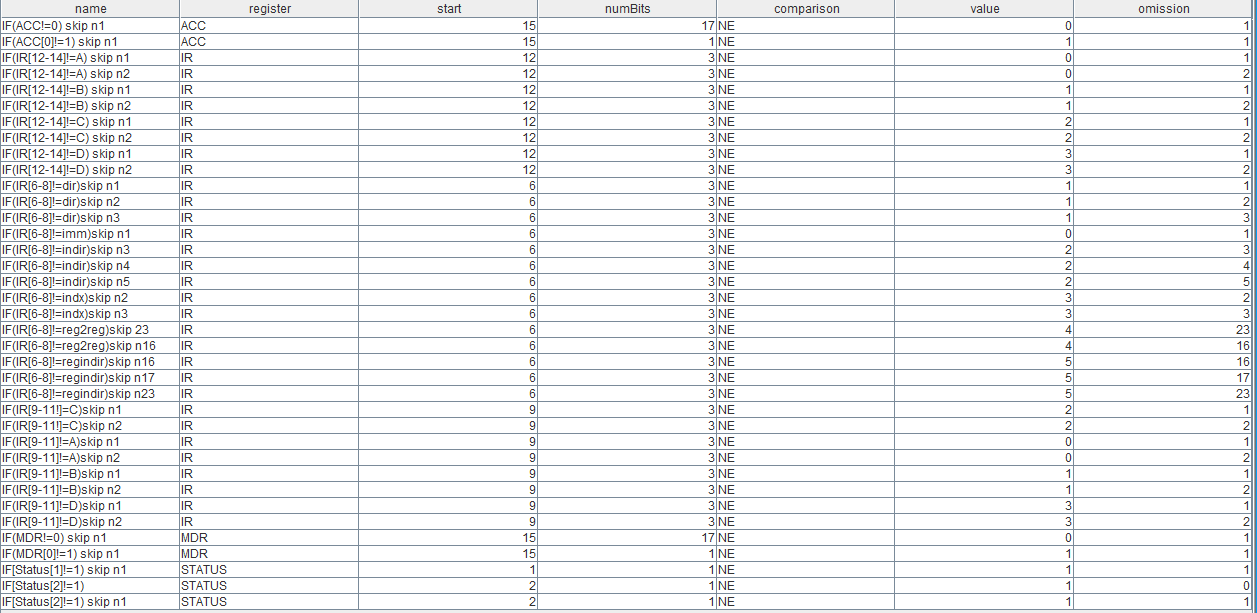 name register start numBits comparison value omission
IF(ACC!=0) skip n1 ACC 15 17 NE 0 1
IF(ACC[0]!=1) skip n1 ACC 15 1 NE 1 1
IF(IR[12-14]!=A) skip n1 IR 12 3 NE 0 1
IF(IR[12-14]!=A) skip n2 IR 12 3 NE 0 2
IF(IR[12-14]!=B) skip n1 IR 12 3 NE 1 1
IF(IR[12-14]!=B) skip n2 IR 12 3 NE 1 2
IF(IR[12-14]!=C) skip n1 IR 12 3 NE 2 1
IF(IR[12-14]!=C) skip n2 IR 12 3 NE 2 2
IF(IR[12-14]!=D) skip n1 IR 12 3 NE 3 1
IF(IR[12-14]!=D) skip n2 IR 12 3 NE 3 2
IF(IR[6-8]!=dir)skip n1 IR 6 3 NE 1 1
IF(IR[6-8]!=dir)skip n2 IR 6 3 NE 1 2
IF(IR[6-8]!=dir)skip n3 IR 6 3 NE 1 3
IF(IR[6-8]!=imm)skip n1 IR 6 3 NE 0 1
IF(IR[6-8]!=indir)skip n3 IR 6 3 NE 2 3
IF(IR[6-8]!=indir)skip n4 IR 6 3 NE 2 4
IF(IR[6-8]!=indir)skip n5 IR 6 3 NE 2 5
IF(IR[6-8]!=indx)skip n2 IR 6 3 NE 3 2
IF(IR[6-8]!=indx)skip n3 IR 6 3 NE 3 3
IF(IR[6-8]!=reg2reg)skip 23 IR 6 3 NE 4 23
IF(IR[6-8]!=reg2reg)skip n16 IR 6 3 NE 4 16
IF(IR[6-8]!=regindir)skip n16 IR 6 3 NE 5 16
IF(IR[6-8]!=regindir)skip n17 IR 6 3 NE 5 17
IF(IR[6-8]!=regindir)skip n23 IR 6 3 NE 5 23
IF(IR[9-11!]=C)skip n1 IR 9 3 NE 2 1
IF(IR[9-11]!=C)skip n2 IR 9 3 NE 2 2
IF(IR[9-11]!=A)skip n1 IR 9 3 NE 0 1
IF(IR[9-11]!=A)skip n2 IR 9 3 NE 0 2
IF(IR[9-11]!=B)skip n1 IR 9 3 NE 1 1
IF(IR[9-11]!=B)skip n2 IR 9 3 NE 1 2
IF(IR[9-11]!=D)skip n1 IR 9 3 NE 3 1
IF(IR[9-11]!=D)skip n2 IR 9 3 NE 3 2
IF(MDR!=0) skip n1 MDR 15 17 NE 0 1
IF(MDR[0]!=1) skip n1 MDR 15 1 NE 1 1
IF[Status[1]!=1) skip n1 STATUS 1 1 NE 1 1
IF[Status[2]!=1) STATUS 2 1 NE 1 0
IF[Status[2]!=1) skip n1 STATUS 2 1 NE 1 1